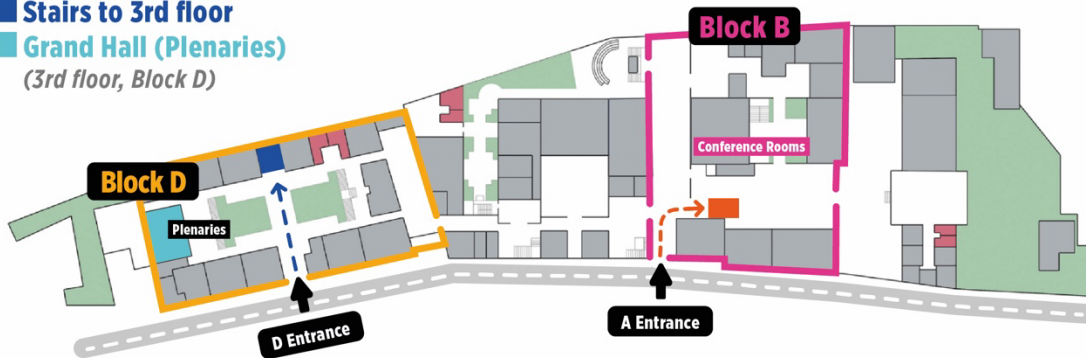 Stairs to 3rd floor
Grand Hall (Plenaries)
(3rd floor, Block D)
Block B
Conference Rooms
Block D
Plenaries
D Entrance
A Entrance